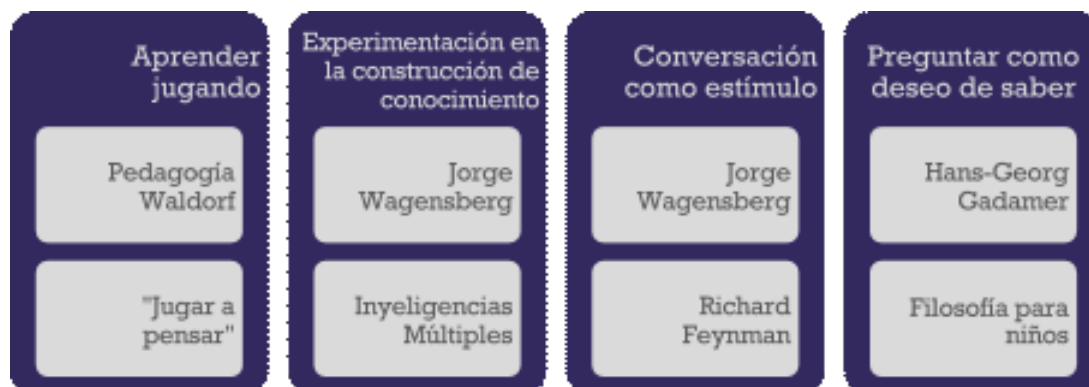 Aprender
jugando
Pedagogía
Waldorf
"Jugar a
pensar"
Experimentación en
la construcción de
conocimiento
Jorge
Wagensberg
Inyeligencias
Múltiples
Conversación
como estímulo
Jorge
Wagensberg
Richard
Feynman
Preguntar como
deseo de saber
Hans-Georg
Gadamer
Filosofía para
niños